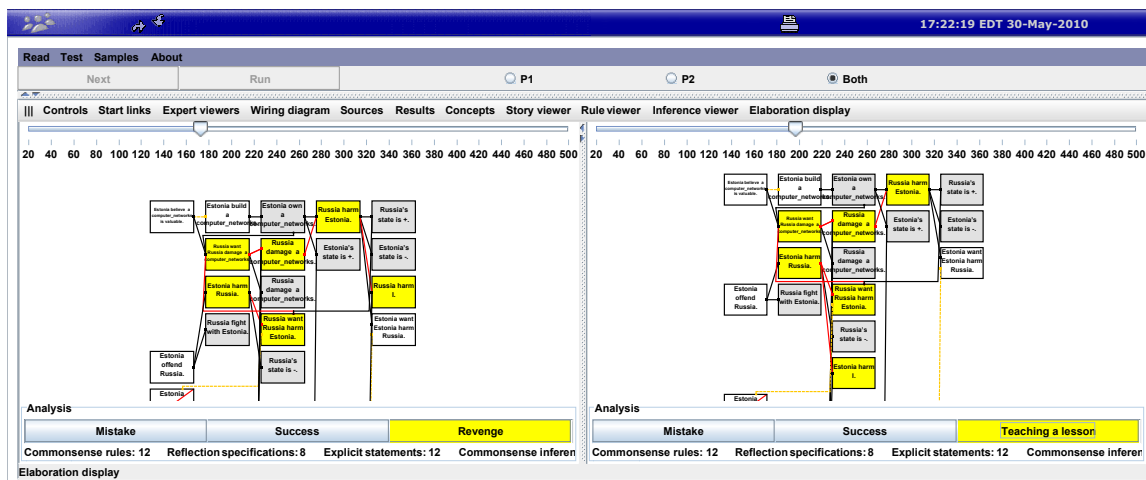 17:22:19 EDT 30-May-2010
Read Test Samples About
Next Run P1 P2 Both
||| Controls Start links Expert viewers Wiring diagram Sources Results Concepts Story viewer Rule viewer Inference viewer Elaboration display
20 40 60 80 100 120 140 160 180 200 220 240 260 280 300 320 340 360 380 400 420 440 460 480 500
Estonia believe a
computer_networks
is valuable.
Estonia build
a
computer_networks.
Estonia own
a
computer_networks.
Russia harm
Estonia.
Russia's
state is +.
Russia want
Russia damage a
computer_networks.
Russia
damage a
computer_networks.
Estonia's
state is +.
Estonia's
state is -.
Estonia harm
Russia.
Russia
damage a
computer_networks.
Russia harm
I.
Russia fight
with Estonia.
Russia want
Russia harm
Estonia.
Estonia want
Estonia harm
Russia.
Estonia
offend
Russia.
Russia's
state is -.
Estonia
Analysis
Mistake Success Revenge
Commonsense rules: 12 Reflection specifications: 8 Explicit statements: 12 Commonsense inferen
20 40 60 80 100 120 140 160 180 200 220 240 260 280 300 320 340 360 380 400 420 440 460 480 500
Estonia believe a
computer_networks
is valuable.
Estonia build
a
computer_networks.
Estonia own
a
computer_networks.
Russia harm
Estonia.
Russia's
state is +.
Russia want
Russia damage a
computer_networks.
Russia
damage a
computer_networks.
Estonia's
state is +.
Estonia's
state is -.
Estonia harm
Russia.
Russia
damage a
computer_networks.
Estonia want
Estonia harm
Russia.
Estonia
offend
Russia.
Russia fight
with Estonia.
Russia want
Russia harm
Estonia.
Russia's
state is -.
Estonia harm
I.
Estonia
Analysis
Mistake Success Teaching a lesson
Commonsense rules: 12 Reflection specifications: 8 Explicit statements: 12 Commonsense inferen
Elaboration display